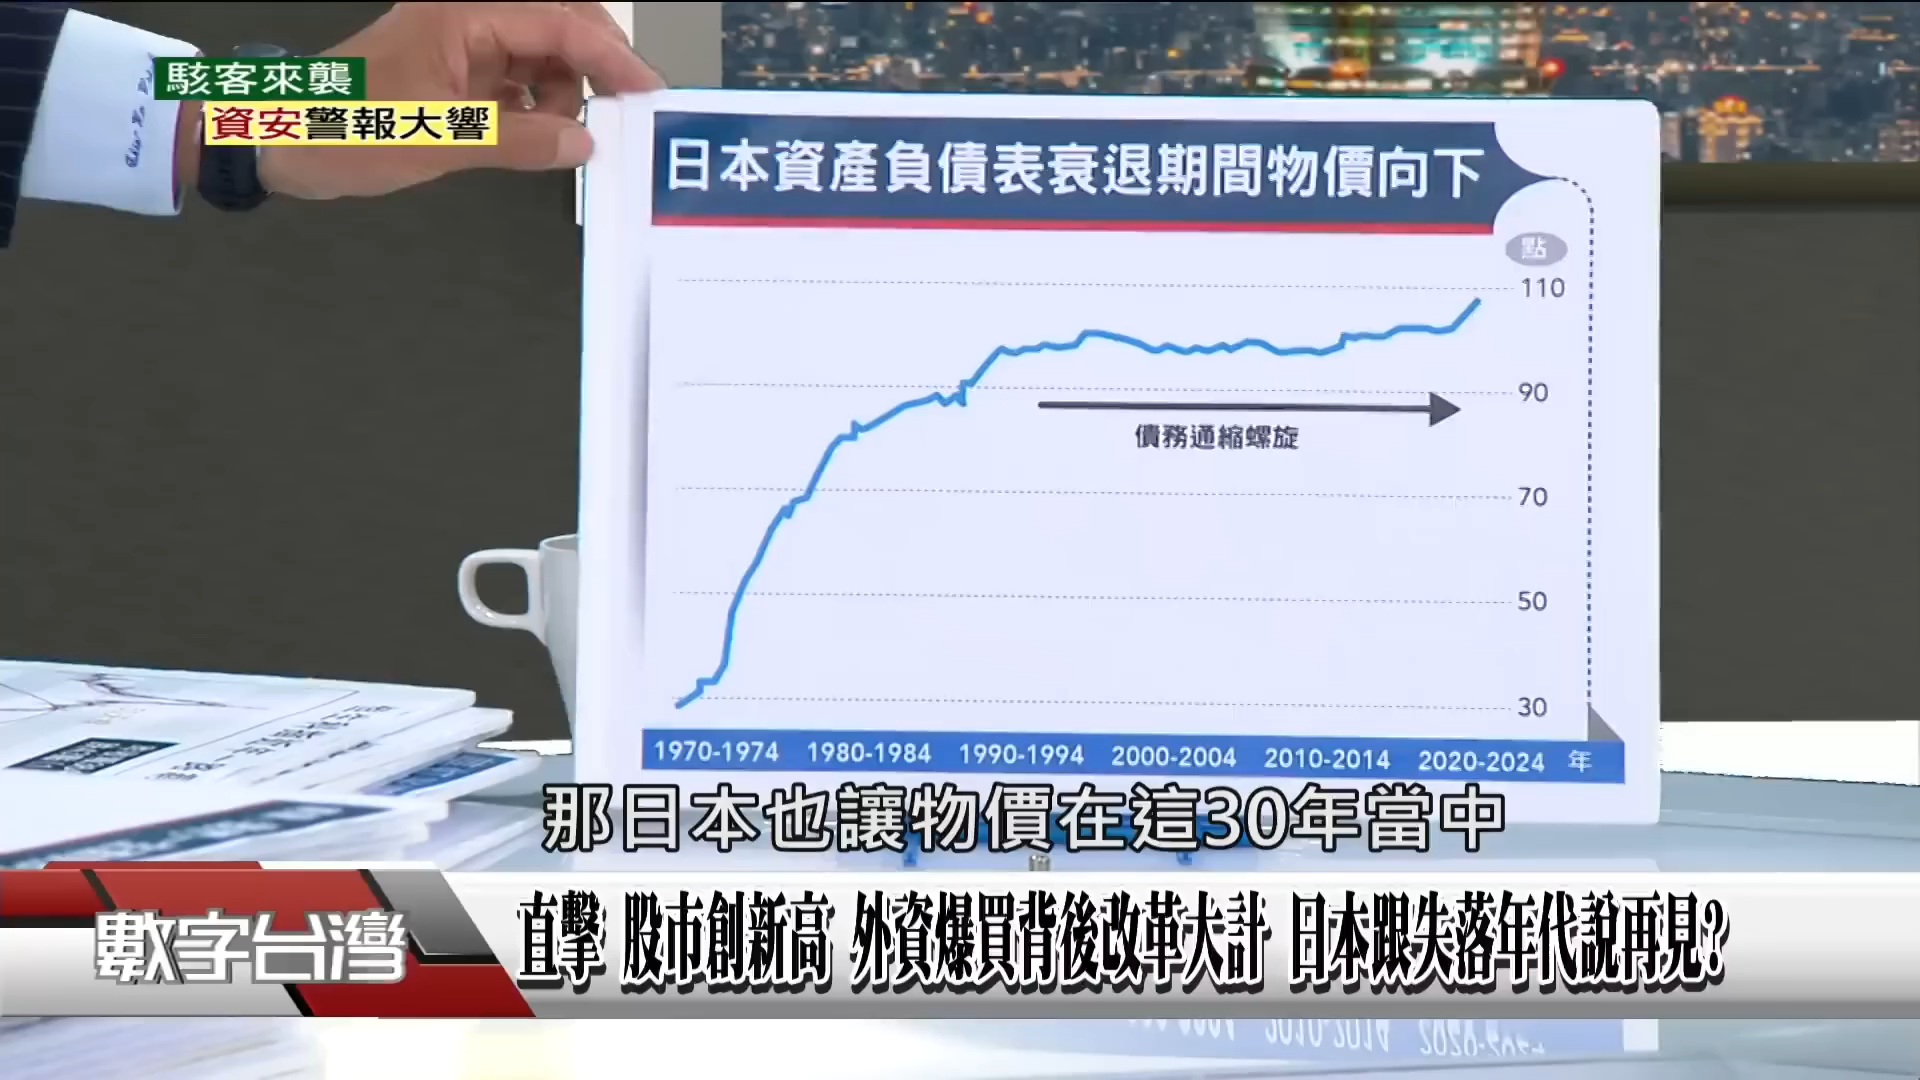 駭客來襲
資安警報大響
日本資產負債表衰退期間物價向下
點
110
90
債務通縮螺旋
70
50
30
1970-1974 1980-1984 1990-1994 2000-2004 2010-2014 2020-2024 年
那日本也讓物價在這30年當中
數字台灣
直擊 股市創新高 外資爆買背後改革大計 日本跟失落年代說再見?